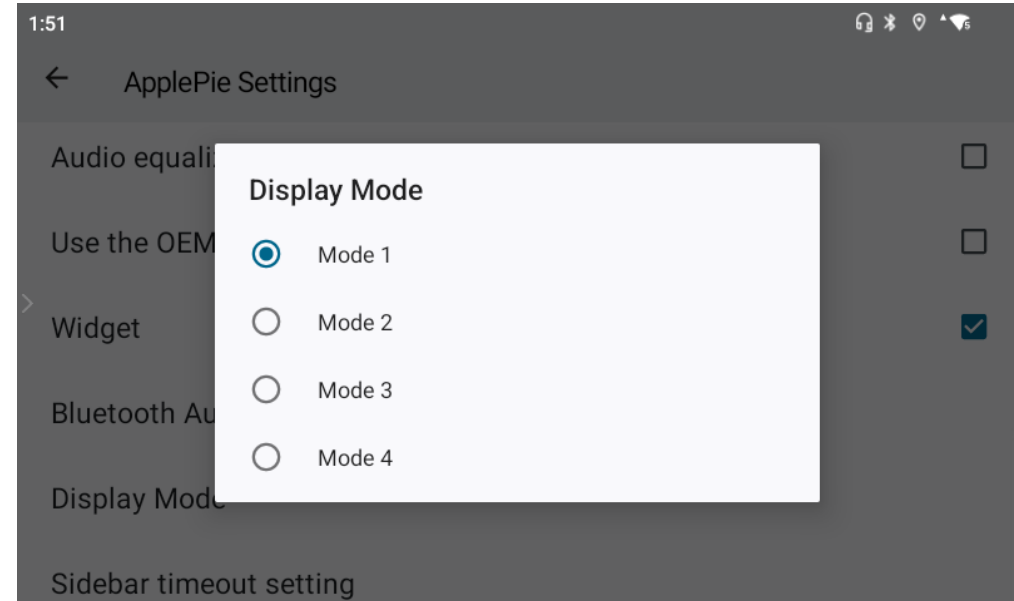 1:51
ApplePie Settings
Audio equali
Display Mode
Use the OEM
Mode 1
Mode 2
Widget
Mode 3
Bluetooth Au
Mode 4
Display Mode
Sidebar timeout setting